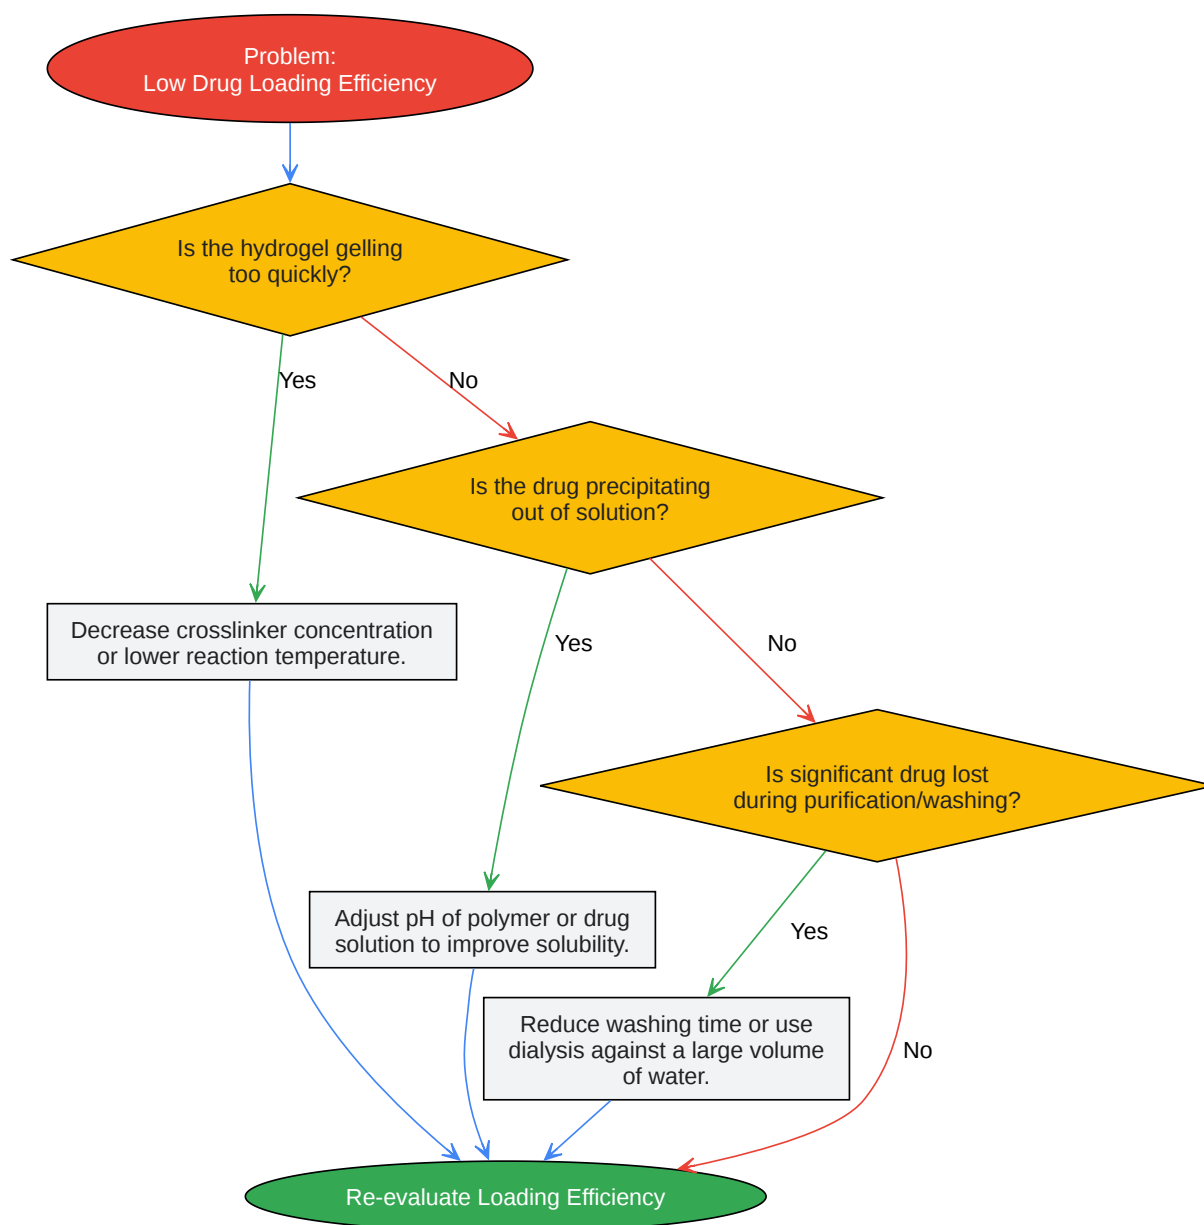 Problem:
Low Drug Loading Efficiency
Is the hydrogel gelling
too quickly?
Yes
No
Is the drug precipitating
out of solution?
Decrease crosslinker concentration
or lower reaction temperature.
Yes
No
Is significant drug lost
during purification/washing?
Adjust pH of polymer or drug
solution to improve solubility.
Yes
Reduce washing time or use
dialysis against a large volume
of water.
No
Re-evaluate Loading Efficiency